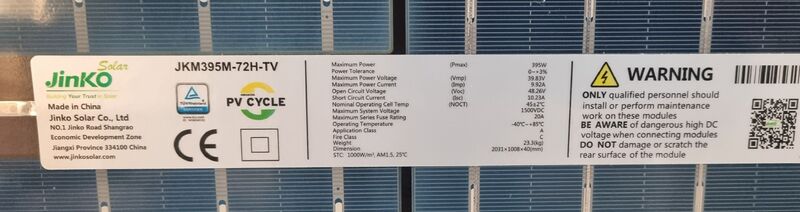 Solar
JinKO
Building Your Trust in Solar
Made in China
Jinko Solar Co., Ltd
NO.1 Jinko Road Shangrao
Economic Development Zone
Jiangxi Province 334100 China
www.jinkosolar.com
JKM395M-72H-TV
TÜVRheinland
CERTIFIED
PV CYCLE
CE
Maximum Power (Pmax) 395W
Power Tolerance 0~+3%
Maximum Power Voltage (Vmp) 39.83V
Maximum Power Current (Imp) 9.92A
Open Circuit Voltage (Voc) 48.26V
Short Circuit Current (Isc) 10.23A
Nominal Operating Cell Temp (NOCT) 45±2℃
Maximum System Voltage 1500VDC
Maximum Series Fuse Rating 20A
Operating Temperature -40℃~+85℃
Application Class A
Fire Class C
Weight 23.3(kg)
Dimension 2031×1008×40(mm)
STC: 1000W/m², AM1.5, 25℃
WARNING
ONLY qualified personnel should
install or perform maintenance
work on these modules
BE AWARE of dangerous high DC
voltage when connecting modules
DO NOT damage or scratch the
rear surface of the module